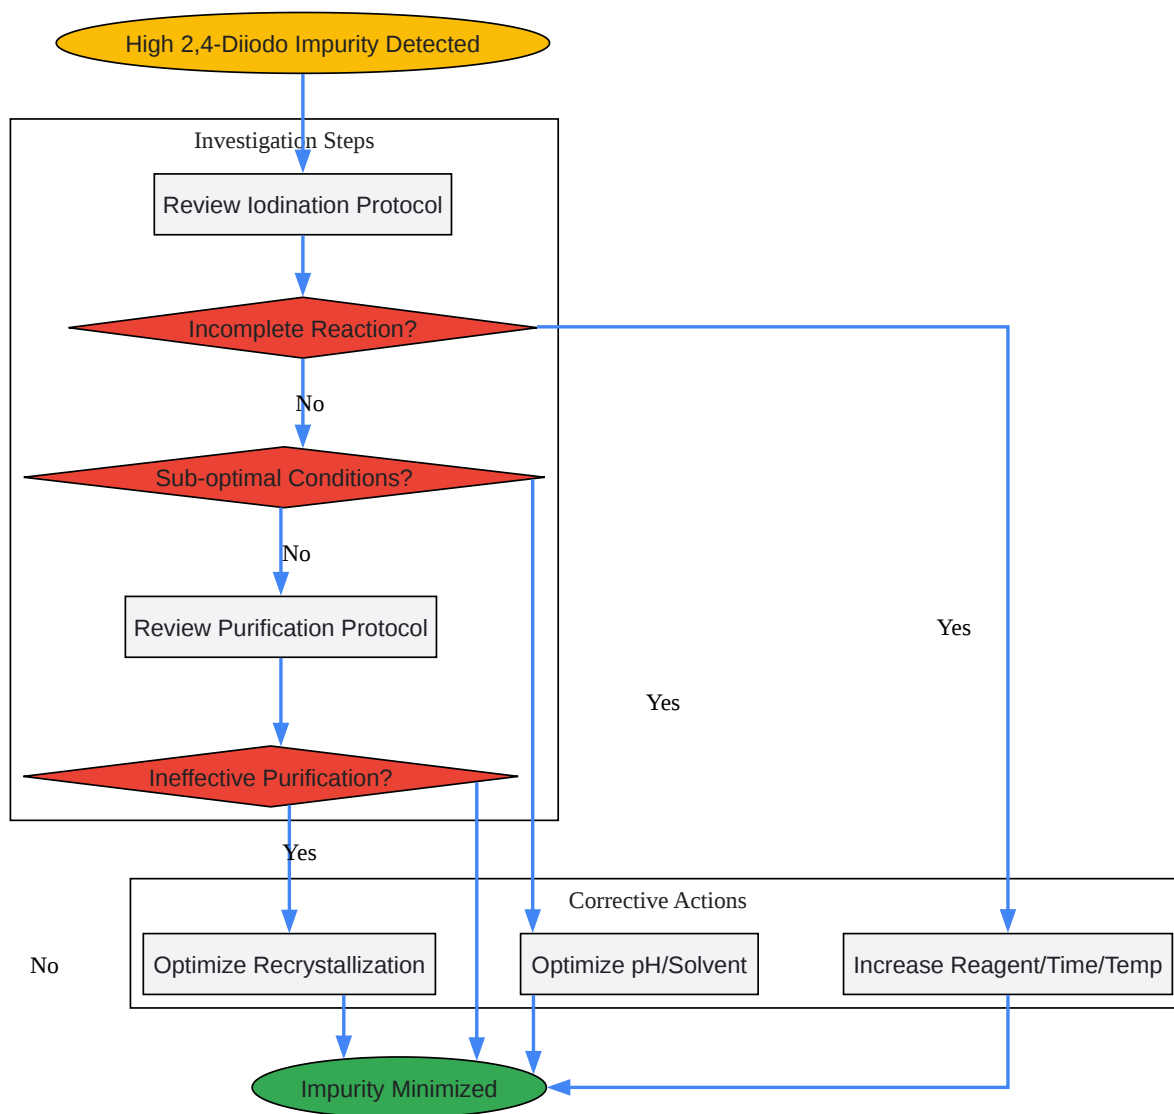 High 2,4-Diiodo Impurity Detected
Investigation Steps
Review Iodination Protocol
Incomplete Reaction?
No
Sub-optimal Conditions?
No
Review Purification Protocol
Yes
Yes
Ineffective Purification?
Yes
Corrective Actions
No
Optimize Recrystallization
Optimize pH/Solvent
Increase Reagent/Time/Temp
Impurity Minimized